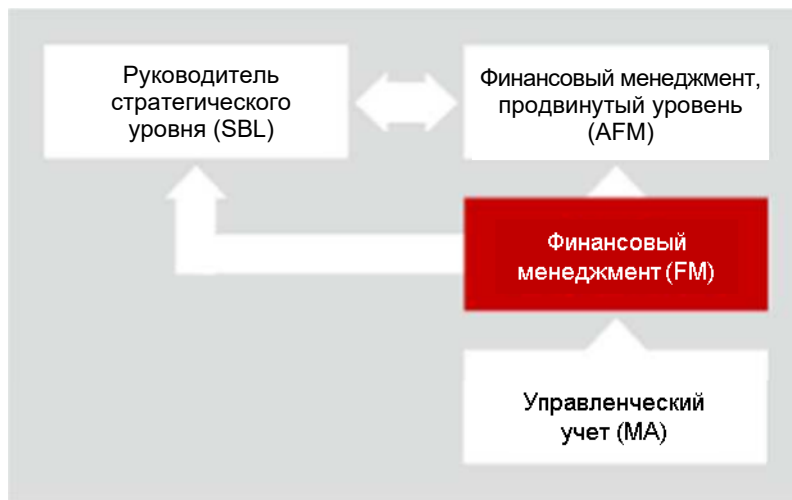 Руководитель
стратегического
уровня (SBL)
Финансовый менеджмент,
продвинутый уровень
(AFM)
Финансовый
менеджмент (FM)
Управленческий
учет (MA)